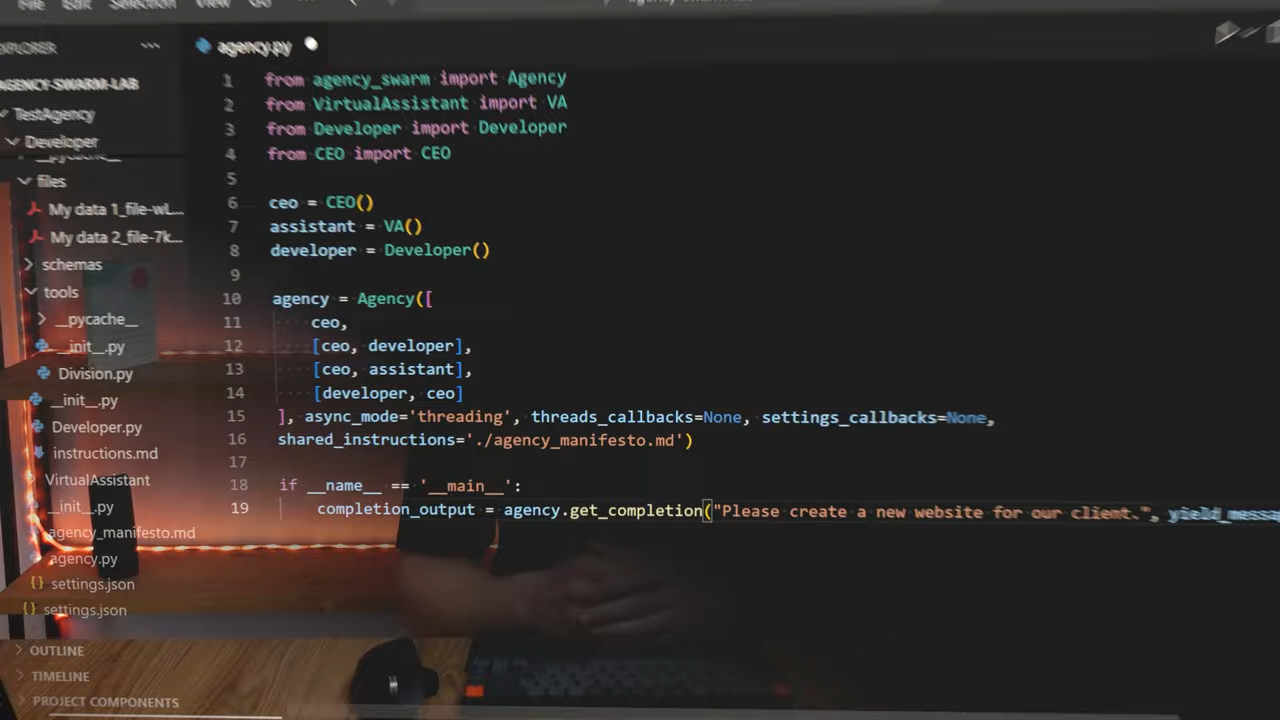 File Edit Selection View Go
EXPLORER
agency.py
AGENCY-SWARM-LAB
TestAgency
Developer
__pycache__
files
My data 1_file-wL...
My data 2_file-7k...
schemas
tools
__pycache__
__init__.py
Division.py
__init__.py
Developer.py
instructions.md
VirtualAssistant
__init__.py
agency_manifesto.md
agency.py
settings.json
settings.json
OUTLINE
TIMELINE
PROJECT COMPONENTS
1 from agency_swarm import Agency
2 from VirtualAssistant import VA
3 from Developer import Developer
4 from CEO import CEO
5
6 ceo = CEO()
7 assistant = VA()
8 developer = Developer()
9
10 agency = Agency([
11 ceo,
12 [ceo, developer],
13 [ceo, assistant],
14 [developer, ceo]
15 ], async_mode='threading', threads_callbacks=None, settings_callbacks=None,
16 shared_instructions='./agency_manifesto.md')
17
18 if __name__ == '__main__':
19 completion_output = agency.get_completion("Please create a new website for our client.", yield_messa